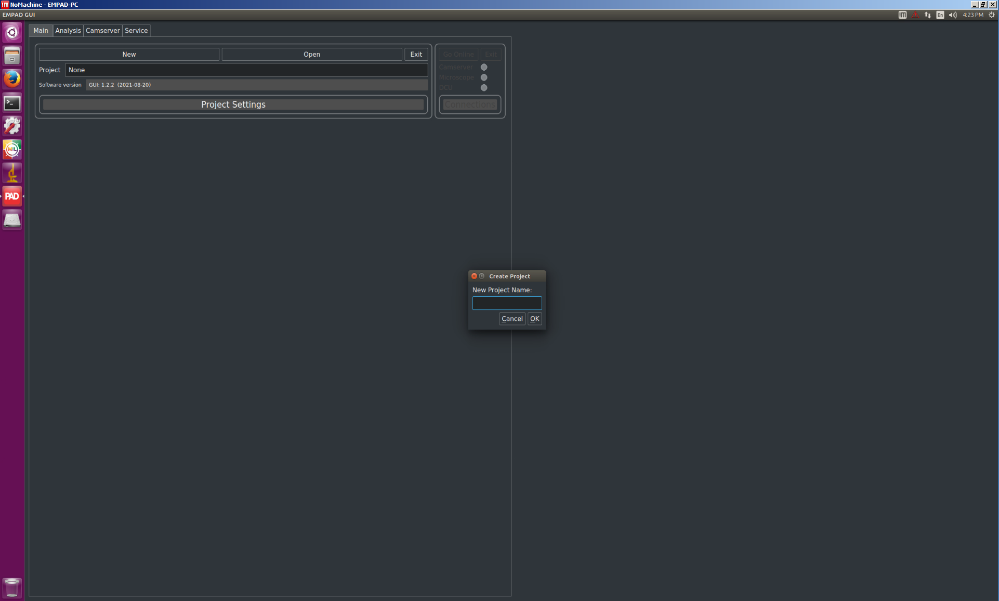 NoMachine - EMPAD-PC
EMPAD GUI
En
4:23 PM
Main Analysis Camserver Service
New Open Exit
Go Online Exit
Project None
Camserver
Microscope
Software version GUI: 1.2.2 (2021-08-20)
DCU
Project Settings
Connections
MIL
PAD
Create Project
New Project Name:
Cancel OK